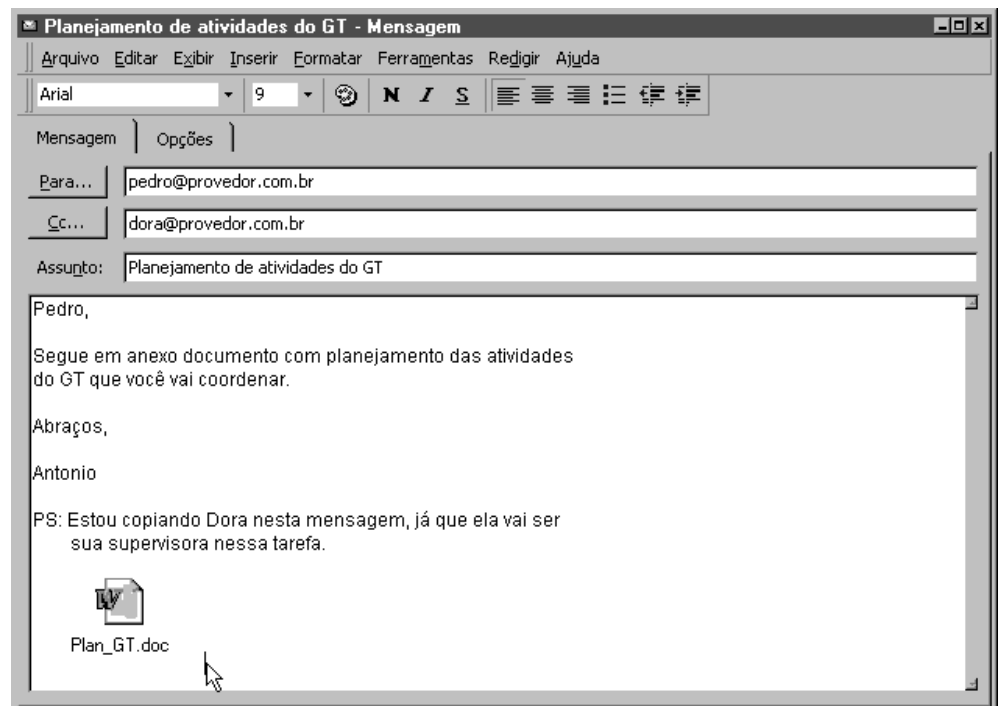 Planejamento de atividades do GT - Mensagem
Arquivo Editar Exibir Inserir Formatar Ferramentas Redigir Ajuda
Arial 9 N I S
Mensagem Opções
Para... pedro@provedor.com.br
Cc... dora@provedor.com.br
Assunto: Planejamento de atividades do GT
Pedro,
Segue em anexo documento com planejamento das atividades
do GT que você vai coordenar.
Abraços,
Antonio
PS: Estou copiando Dora nesta mensagem, já que ela vai ser
sua supervisora nessa tarefa.
W
Plan_GT.doc